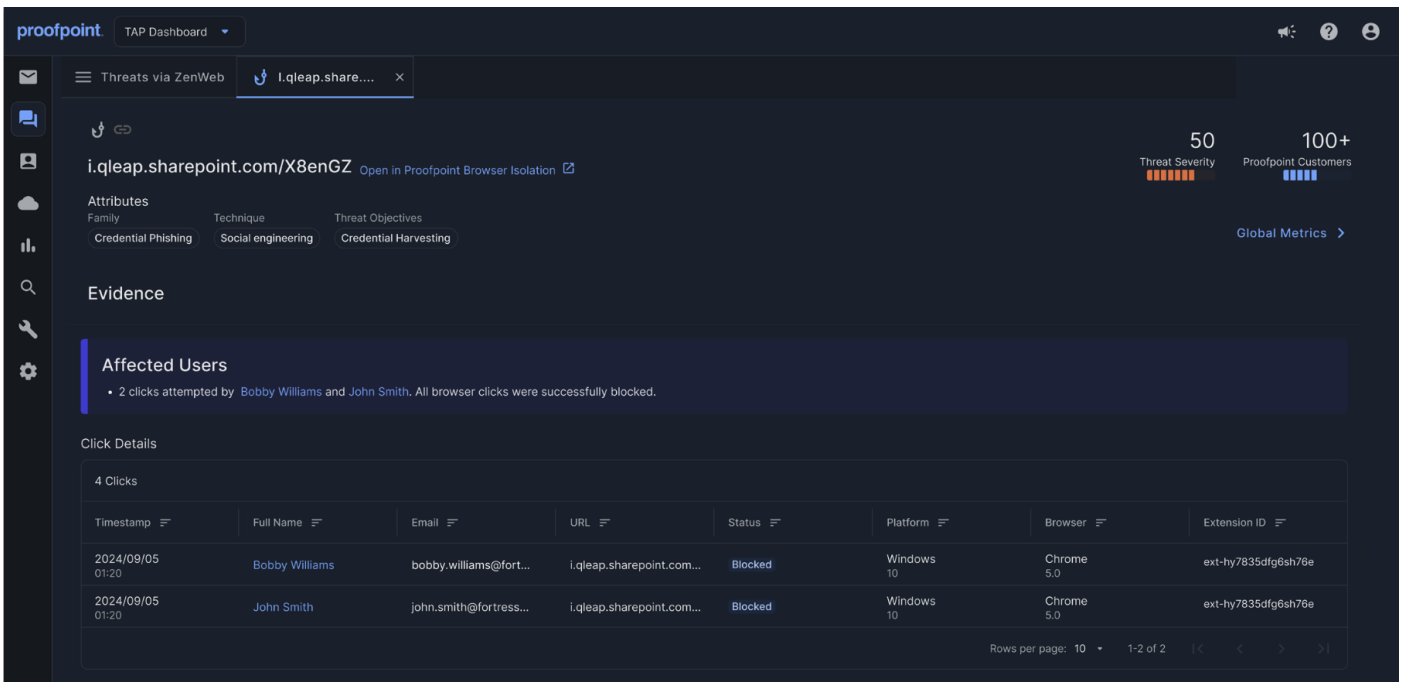 proofpoint. TAP Dashboard
Threats via ZenWeb I.qleap.share....
i.qleap.sharepoint.com/X8enGZ Open in Proofpoint Browser Isolation
50 100+
Threat Severity Proofpoint Customers
Attributes
Family Technique Threat Objectives
Credential Phishing Social engineering Credential Harvesting
Global Metrics
Evidence
Affected Users
• 2 clicks attempted by Bobby Williams and John Smith. All browser clicks were successfully blocked.
Click Details
4 Clicks
Timestamp Full Name Email URL Status Platform Browser Extension ID
2024/09/05 Bobby Williams bobby.williams@fort... i.qleap.sharepoint.com... Blocked Windows Chrome ext-hy7835dfg6sh76e
01:20 10 5.0
2024/09/05 John Smith john.smith@fortress... i.qleap.sharepoint.com... Blocked Windows Chrome ext-hy7835dfg6sh76e
01:20 10 5.0
Rows per page: 10 1-2 of 2